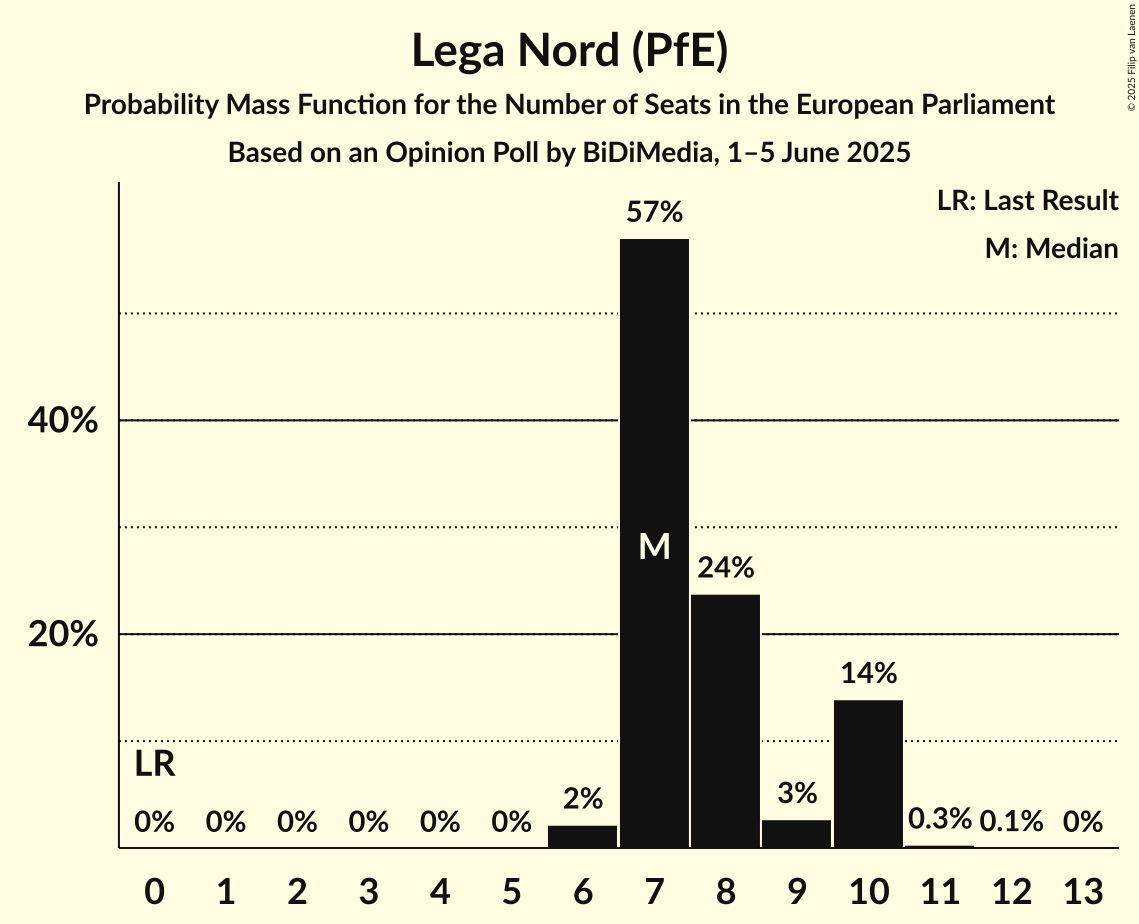 Lega Nord (PfE)
Probability Mass Function for the Number of Seats in the European Parliament
Based on an Opinion Poll by BiDiMedia, 1–5 June 2025
© 2025 Filip van Laenen
LR: Last Result
M: Median
57%
40%
M
24%
20%
14%
LR
0% 0% 0% 0% 0% 0% 2% 3% 0.3% 0.1% 0%
0 1 2 3 4 5 6 7 8 9 10 11 12 13